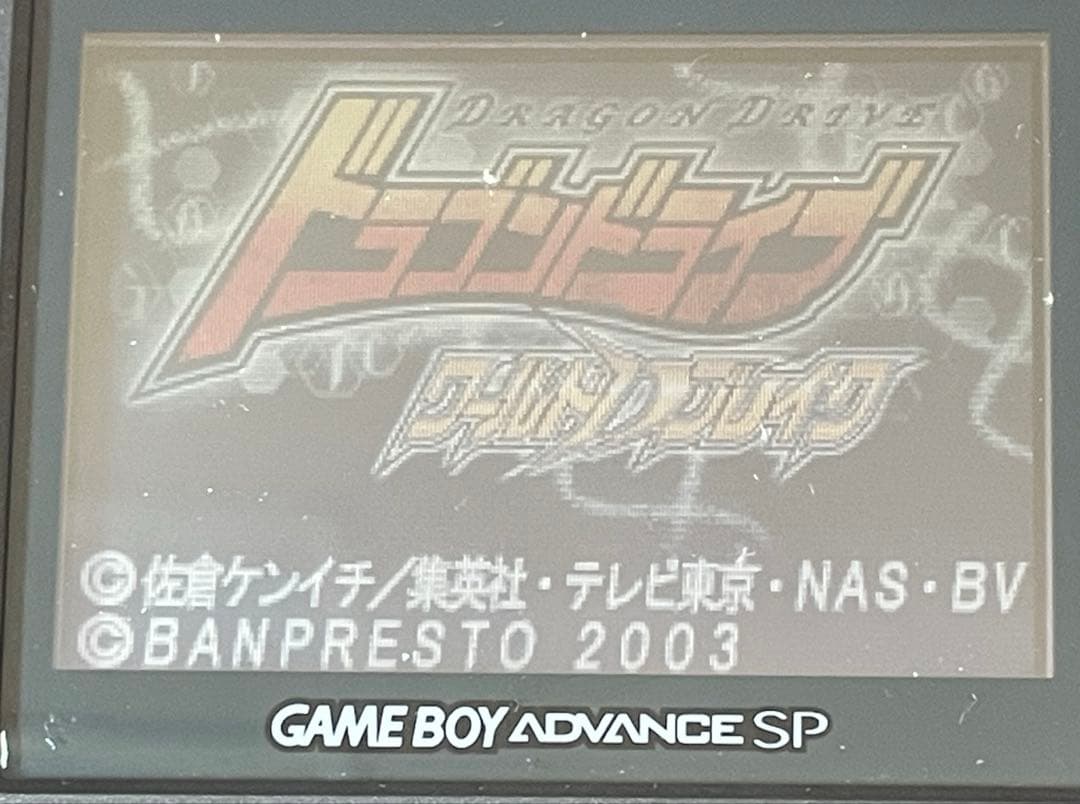 DRAGON DRIVE
ドラゴンドライブ
ワールドDブレイク
©佐倉ケンイチ／集英社・テレビ東京・NAS・BV
©BANPRESTO 2003
GAME BOY ADVANCE SP